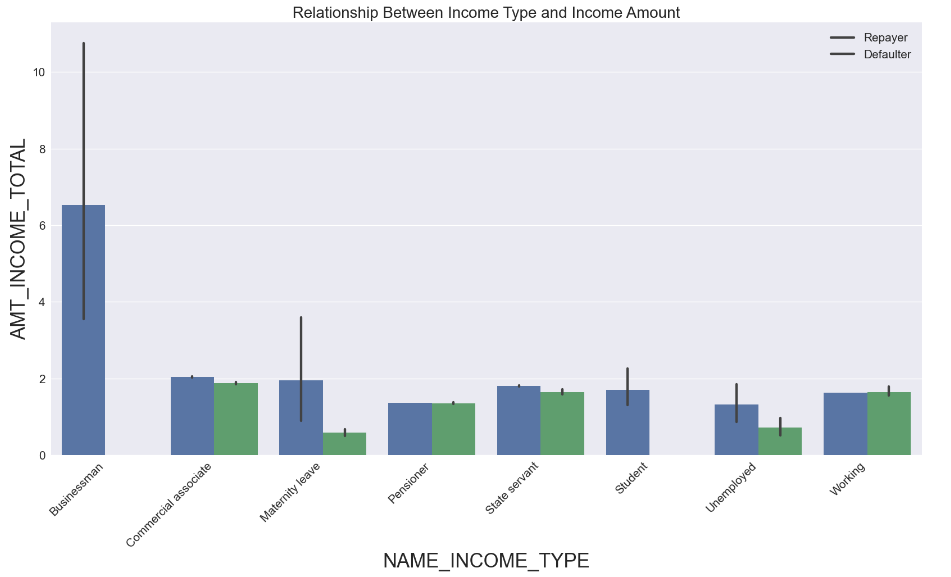 Relationship Between Income Type and Income Amount
Repayer
Defaulter
AMT_INCOME_TOTAL
10
8
6
4
2
0
Businessman
Commercial associate
Maternity leave
Pensioner
State servant
Student
Unemployed
Working
NAME_INCOME_TYPE